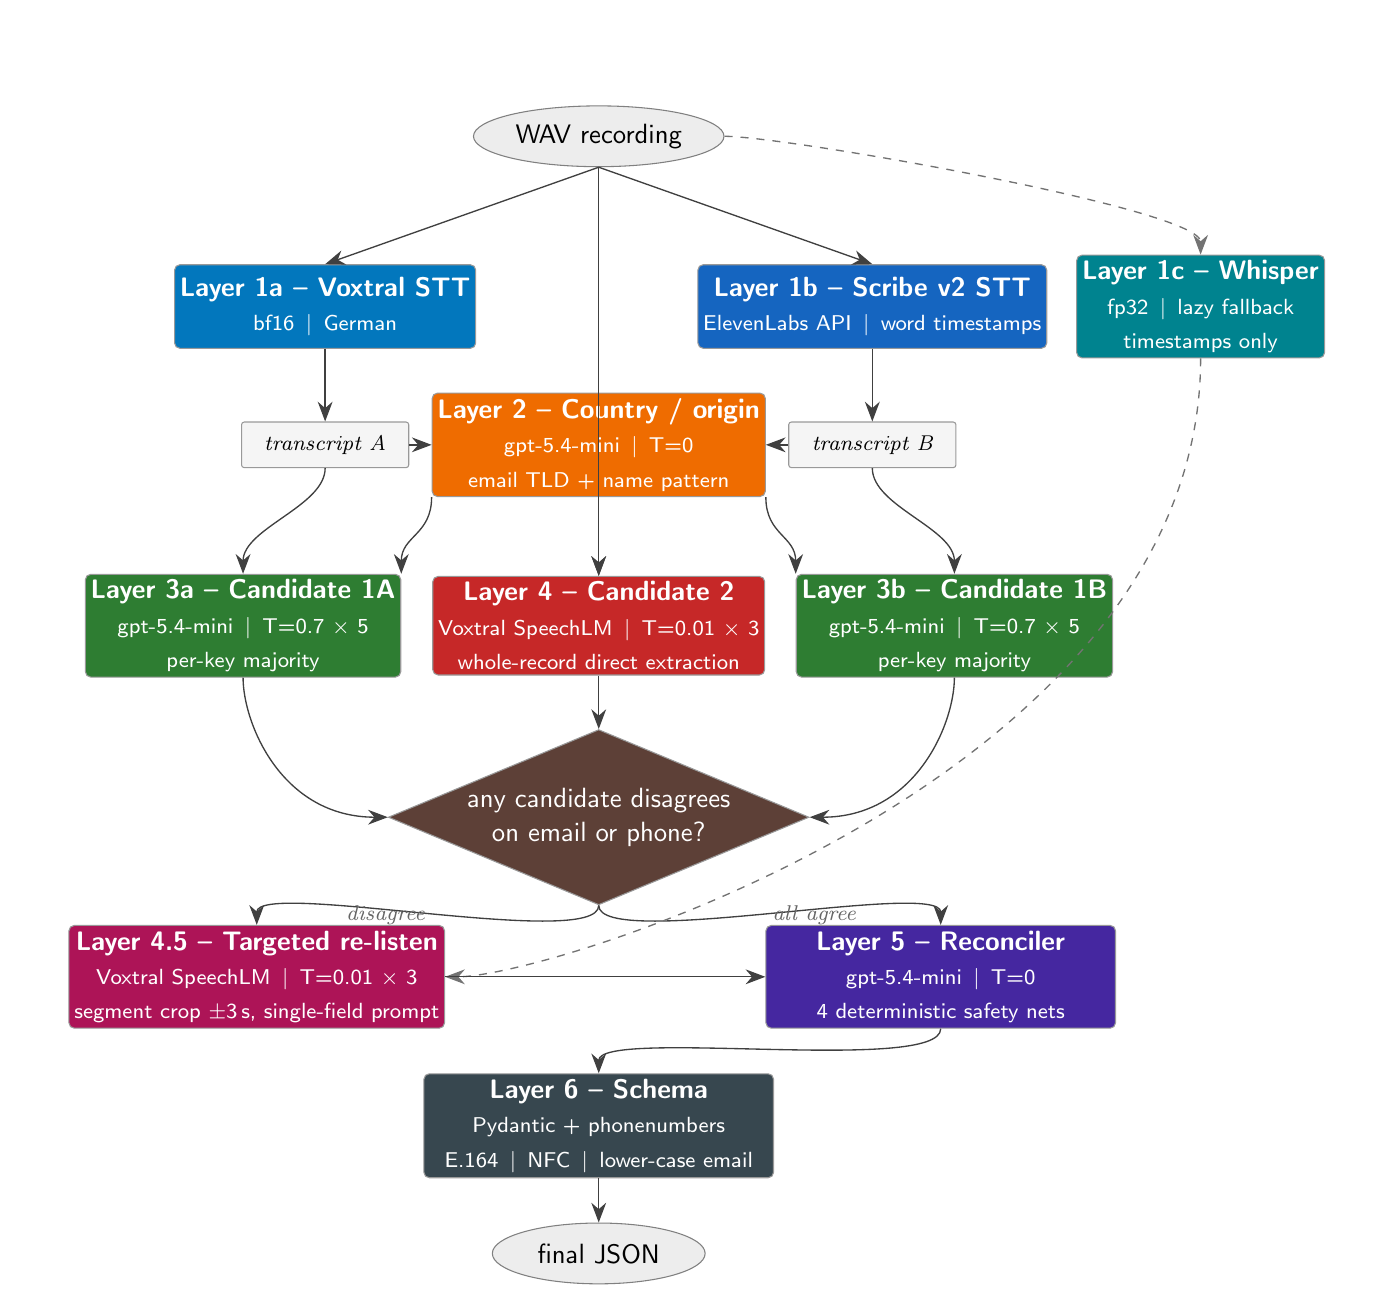 WAV recording
Layer 1a – Voxtral STT
bf16 | German
Layer 1b – Scribe v2 STT
ElevenLabs API | word timestamps
Layer 1c – Whisper
fp32 | lazy fallback
timestamps only
transcript A
Layer 2 – Country / origin
gpt-5.4-mini | T=0
email TLD + name pattern
transcript B
Layer 3a – Candidate 1A
gpt-5.4-mini | T=0.7 × 5
per-key majority
Layer 4 – Candidate 2
Voxtral SpeechLM | T=0.01 × 3
whole-record direct extraction
Layer 3b – Candidate 1B
gpt-5.4-mini | T=0.7 × 5
per-key majority
any candidate disagrees
on email or phone?
disagree
all agree
Layer 4.5 – Targeted re-listen
Voxtral SpeechLM | T=0.01 × 3
segment crop ±3 s, single-field prompt
Layer 5 – Reconciler
gpt-5.4-mini | T=0
4 deterministic safety nets
Layer 6 – Schema
Pydantic + phonenumbers
E.164 | NFC | lower-case email
final JSON